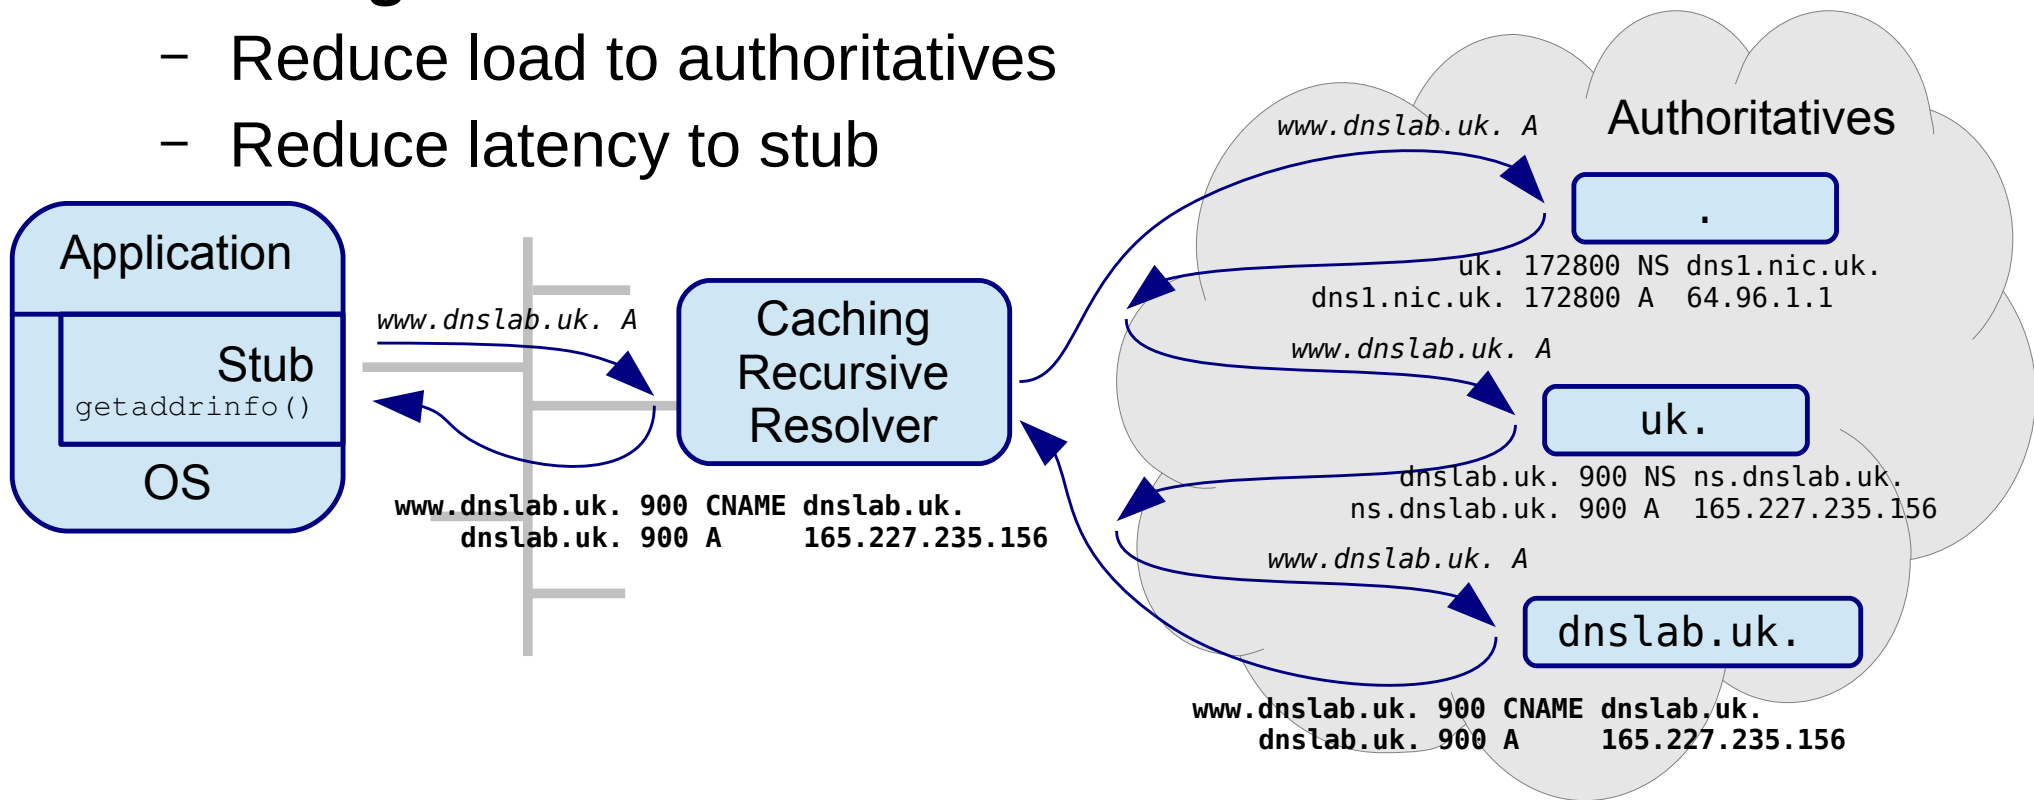 – Reduce load to authoritatives
– Reduce latency to stub
Application
Stub
getaddrinfo()
OS
www.dnslab.uk. A
www.dnslab.uk. 900 CNAME dnslab.uk.
dnslab.uk. 900 A 165.227.235.156
Caching
Recursive
Resolver
Authoritatives
www.dnslab.uk. A
.
uk. 172800 NS dns1.nic.uk.
dns1.nic.uk. 172800 A 64.96.1.1
www.dnslab.uk. A
uk.
dnslab.uk. 900 NS ns.dnslab.uk.
ns.dnslab.uk. 900 A 165.227.235.156
www.dnslab.uk. A
dnslab.uk.
www.dnslab.uk. 900 CNAME dnslab.uk.
dnslab.uk. 900 A 165.227.235.156